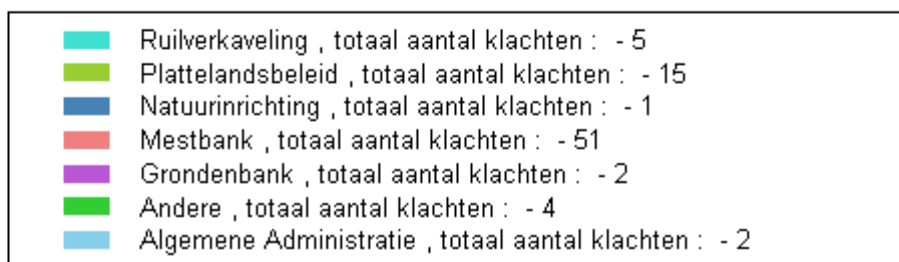 Ruilverkaveling , totaal aantal klachten :  - 5
Plattelandsbeleid , totaal aantal klachten :  - 15
Natuurinrichting , totaal aantal klachten :  - 1
Mestbank , totaal aantal klachten :  - 51
Grondenbank , totaal aantal klachten :  - 2
Andere , totaal aantal klachten :  - 4
Algemene Administratie , totaal aantal klachten :  - 2